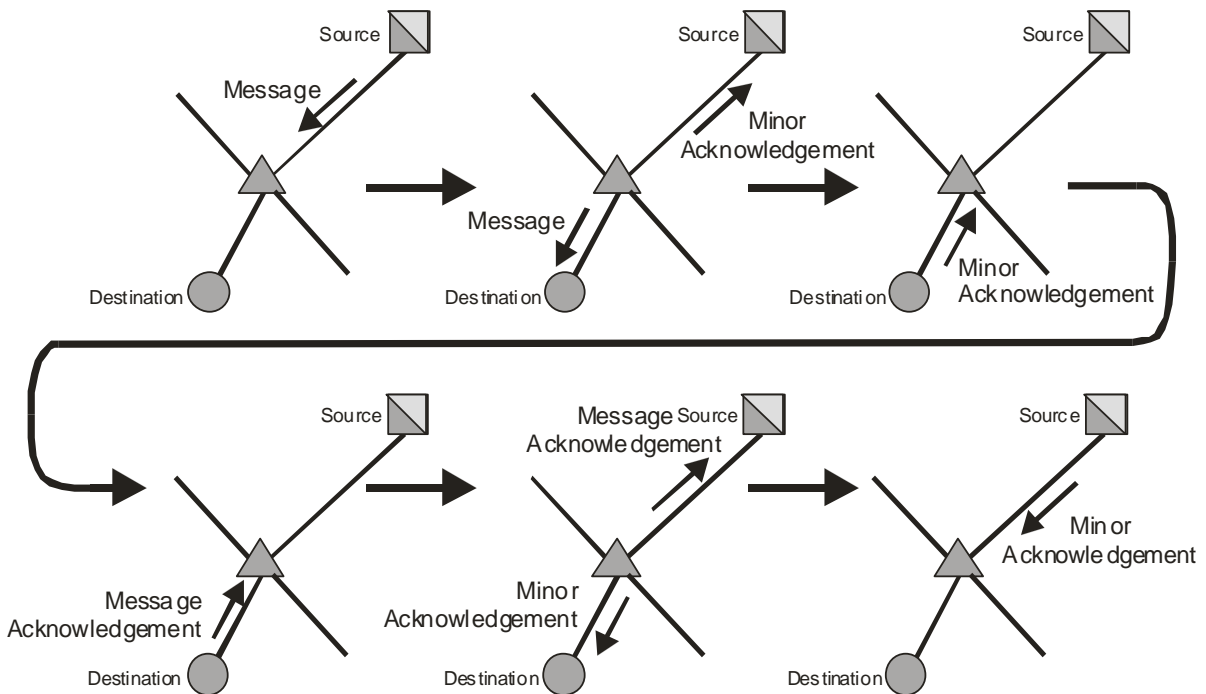 Source
Message
Destination
Source
Minor
Acknowledgement
Message
Destination
Source
Minor
Acknowledgement
Destination
Source
Message
Acknowledgement
Destination
Message Source
Acknowledgement
Minor
Acknowledgement
Destination
Source
Minor
Acknowledgement
Destination